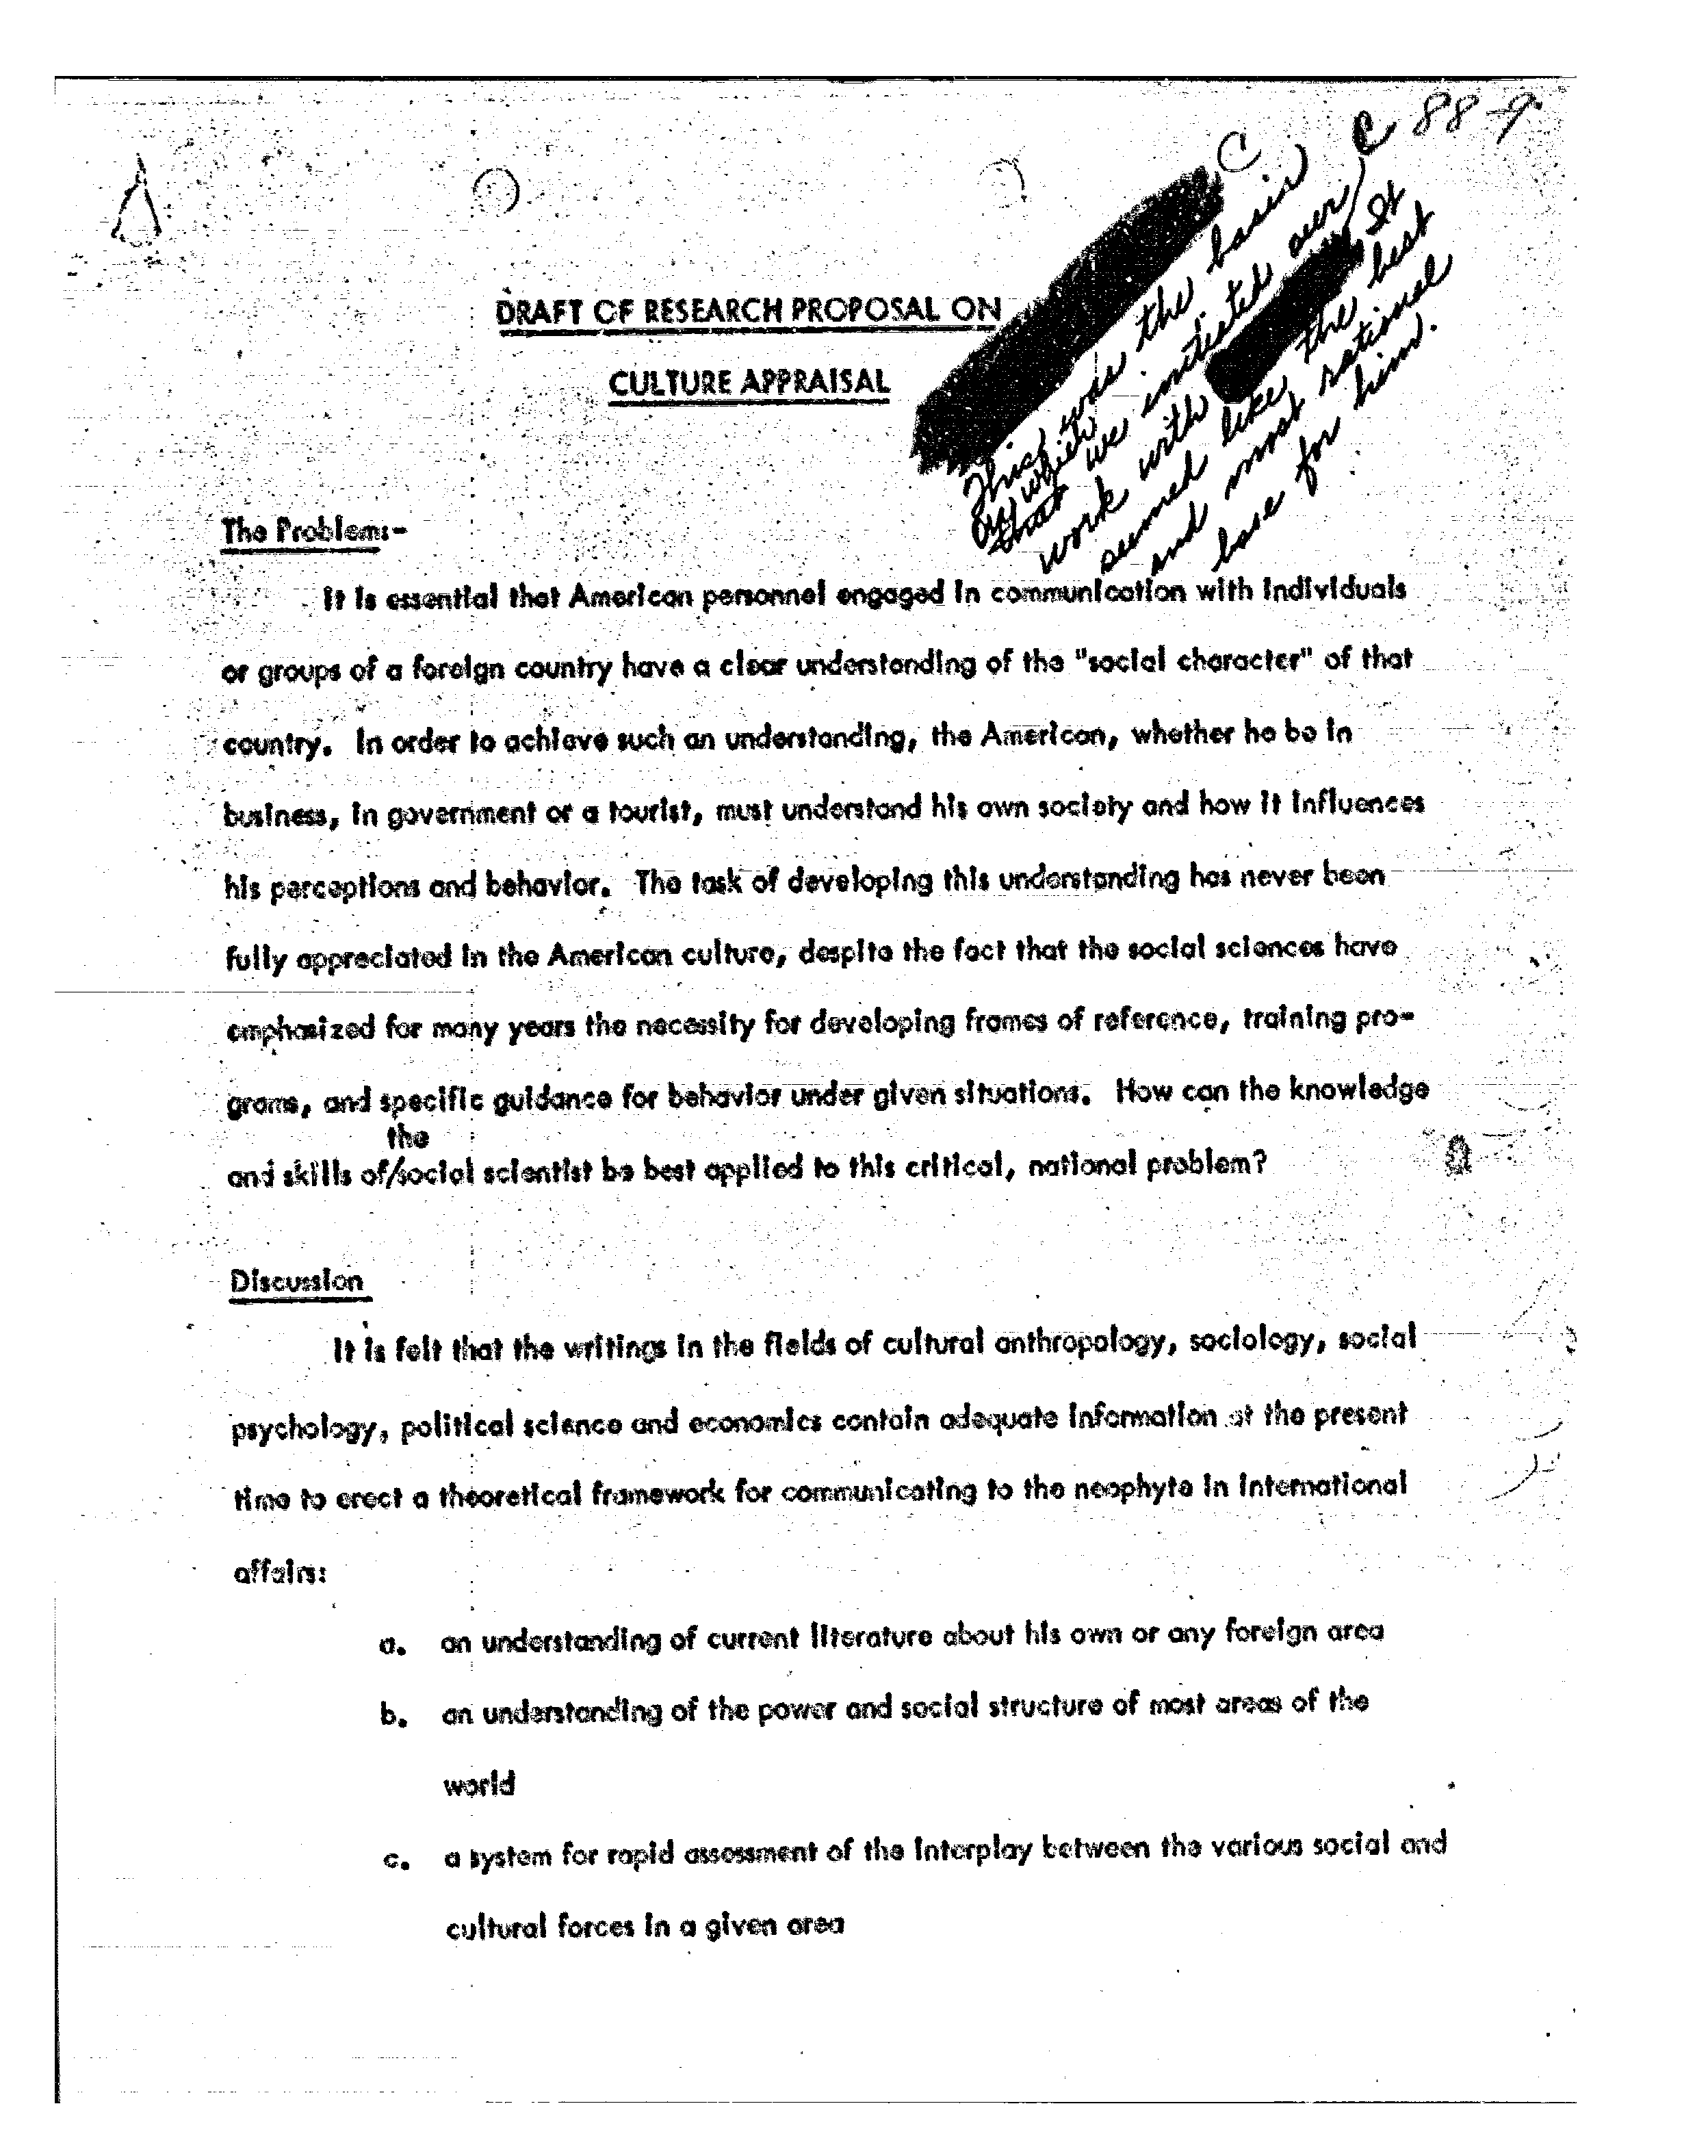 C 88-9
C
This was the basis
on which
that we initiated our
work with
It
seemed like the best
and most rational
base for him.
DRAFT OF RESEARCH PROPOSAL ON
CULTURE APPRAISAL
The Problem:-
It is essential that American personnel engaged in communication with individuals
or groups of a foreign country have a clear understanding of the "social character" of that
country. In order to achieve such an understanding, the American, whether he be in
business, in government or a tourist, must understand his own society and how it influences
his perceptions and behavior. The task of developing this understanding has never been
fully appreciated in the American culture, despite the fact that the social sciences have
emphasized for many years the necessity for developing frames of reference, training pro-
grams, and specific guidance for behavior under given situations. How can the knowledge
the
and skills of/social scientist be best applied to this critical, national problem?
Discussion
It is felt that the writings in the fields of cultural anthropology, sociology, social
psychology, political science and economics contain adequate information at the present
time to erect a theoretical framework for communicating to the neophyte in international
affairs:
a. an understanding of current literature about his own or any foreign area
b. an understanding of the power and social structure of most areas of the
world
c. a system for rapid assessment of the interplay between the various social and
cultural forces in a given area